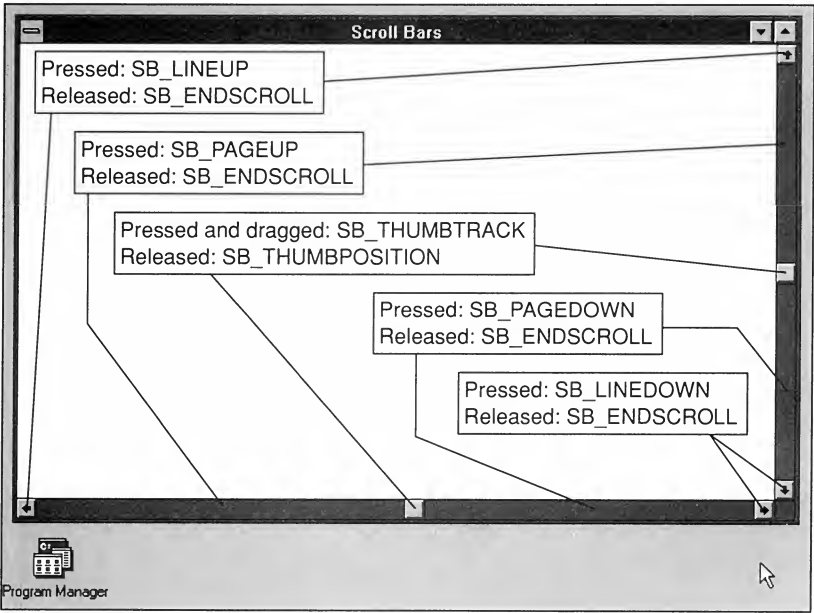 Scroll Bars
Pressed: SB_LINEUP
Released: SB_ENDSCROLL
Pressed: SB_PAGEUP
Released: SB_ENDSCROLL
Pressed and dragged: SB_THUMBTRACK
Released: SB_THUMBPOSITION
Pressed: SB_PAGEDOWN
Released: SB_ENDSCROLL
Pressed: SB_LINEDOWN
Released: SB_ENDSCROLL
Program Manager